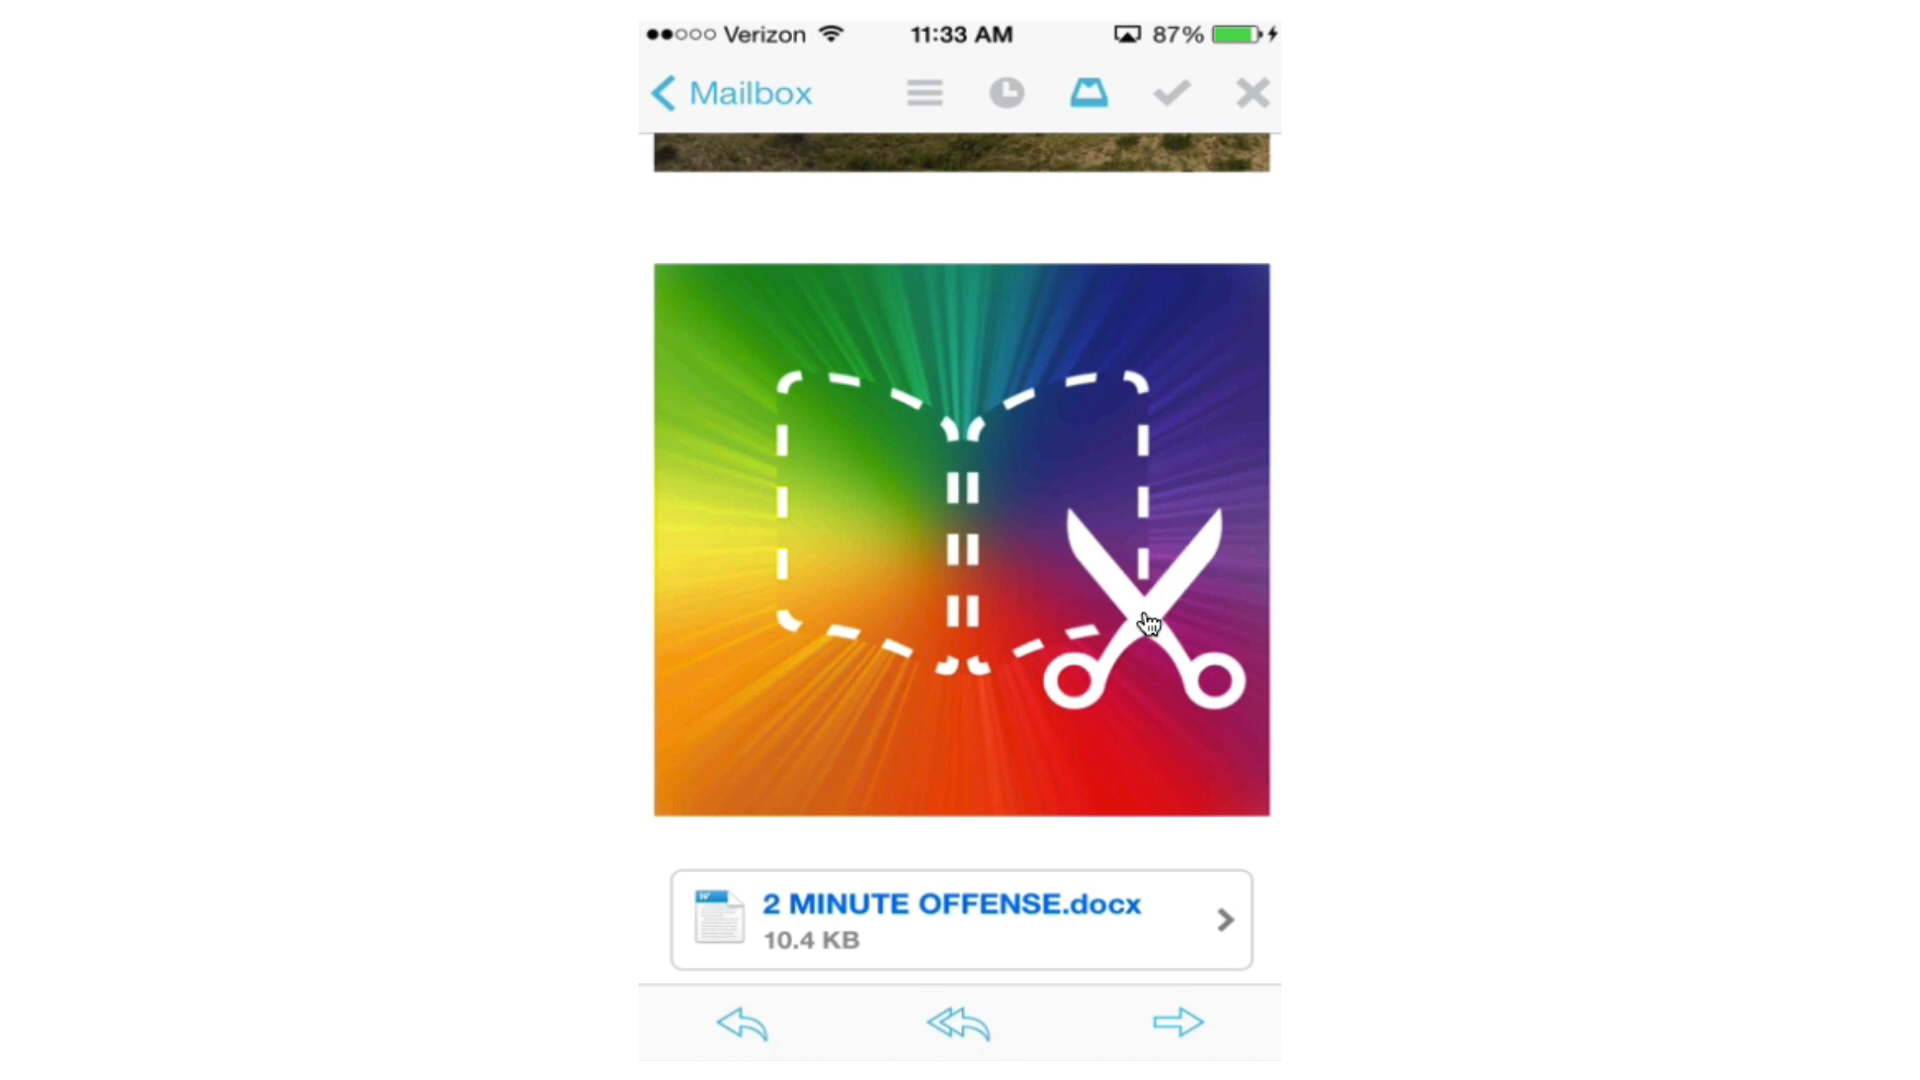 Verizon 11:33 AM 87%
Mailbox
2 MINUTE OFFENSE.docx
10.4 KB